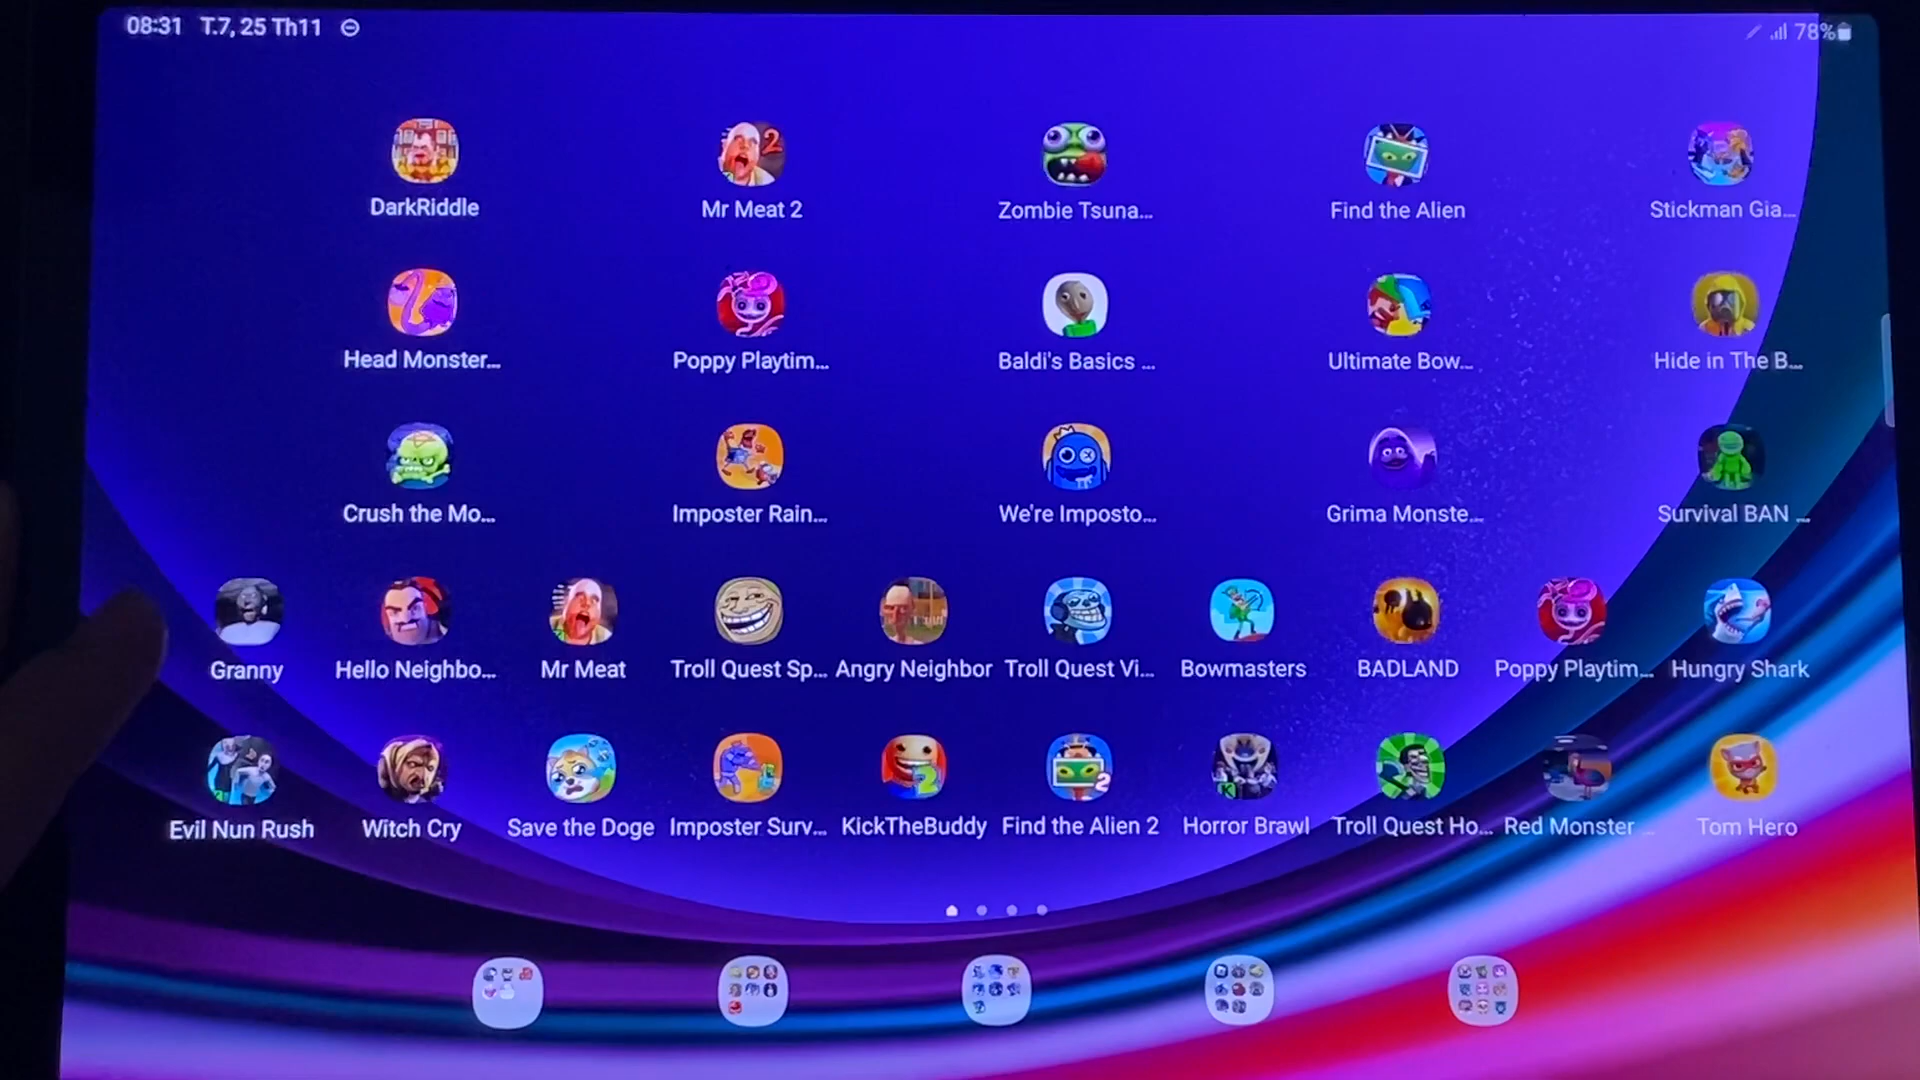 08:31 T.7, 25 Th11
78%
DarkRiddle Mr Meat 2 Zombie Tsuna... Find the Alien Stickman Gia...
Head Monster... Poppy Playtim... Baldi's Basics ... Ultimate Bow... Hide in The B...
Crush the Mo... Imposter Rain... We're Imposto... Grima Monste... Survival BAN ...
Granny Hello Neighbo... Mr Meat Troll Quest Sp... Angry Neighbor Troll Quest Vi... Bowmasters BADLAND Poppy Playtim... Hungry Shark
Evil Nun Rush Witch Cry Save the Doge Imposter Surv... KickTheBuddy Find the Alien 2 Horror Brawl Troll Quest Ho... Red Monster ... Tom Hero